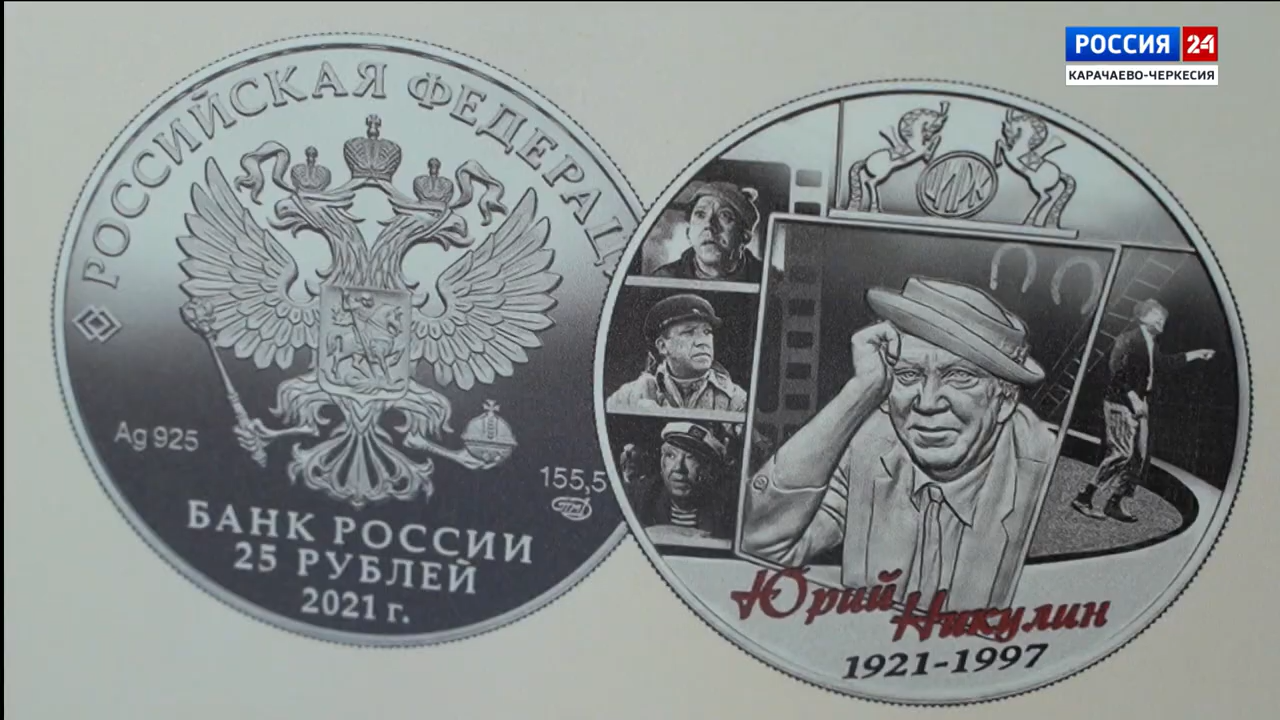 РОССИЯ 24
КАРАЧАЕВО-ЧЕРКЕСИЯ
РОССИЙСКАЯ ФЕДЕРАЦ
Ag 925
155,5
БАНК РОССИИ
25 РУБЛЕЙ
2021 г.
ЦИРК
Юрий Никулин
1921-1997